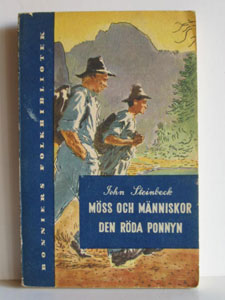 BONNIERS FOLKBIBLIOTEK
John Steinbeck
MÖSS OCH MÄNNISKOR
DEN RÖDA PONNYN